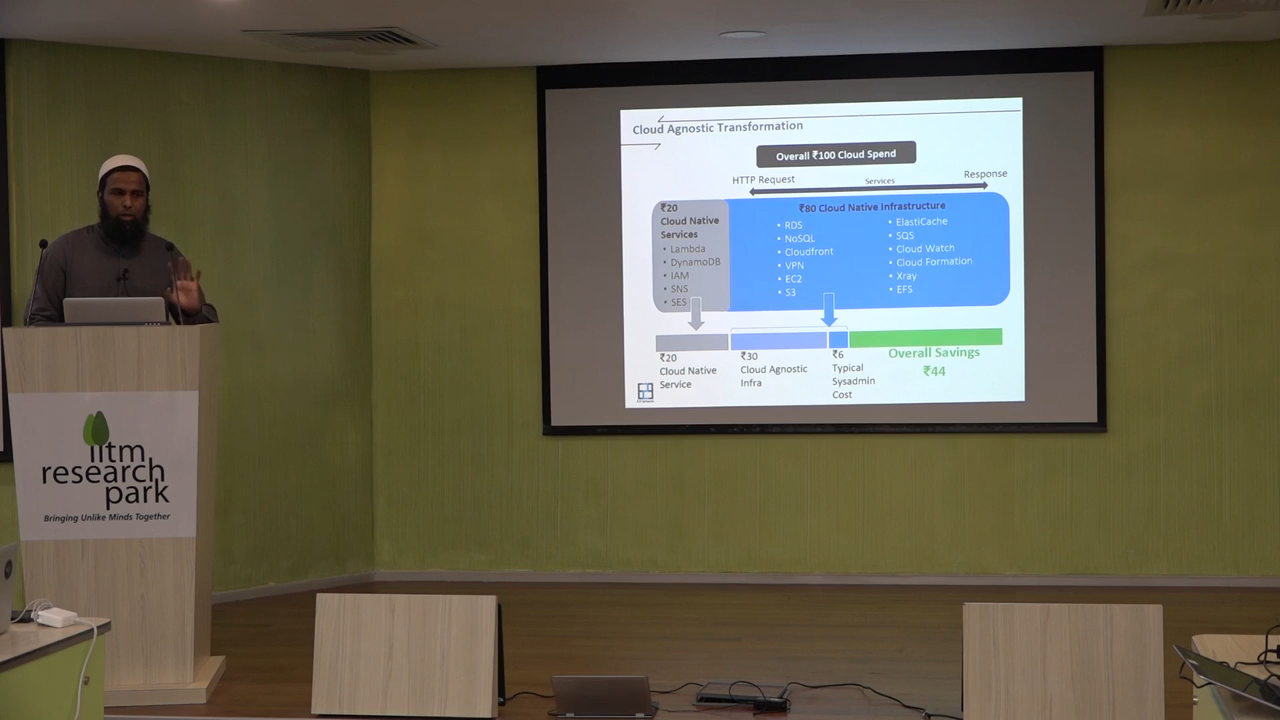 Cloud Agnostic Transformation
Overall ₹100 Cloud Spend
HTTP Request
Services
Response
₹20
Cloud Native
Services
• Lambda
• DynamoDB
• IAM
• SNS
• SES
₹80 Cloud Native Infrastructure
• RDS
• NoSQL
• Cloudfront
• VPN
• EC2
• S3
• ElastiCache
• SQS
• Cloud Watch
• Cloud Formation
• Xray
• EFS
₹20
Cloud Native
Service
₹30
Cloud Agnostic
Infra
₹6
Typical
Sysadmin
Cost
Overall Savings
₹44
iitm
research
park
Bringing Unlike Minds Together